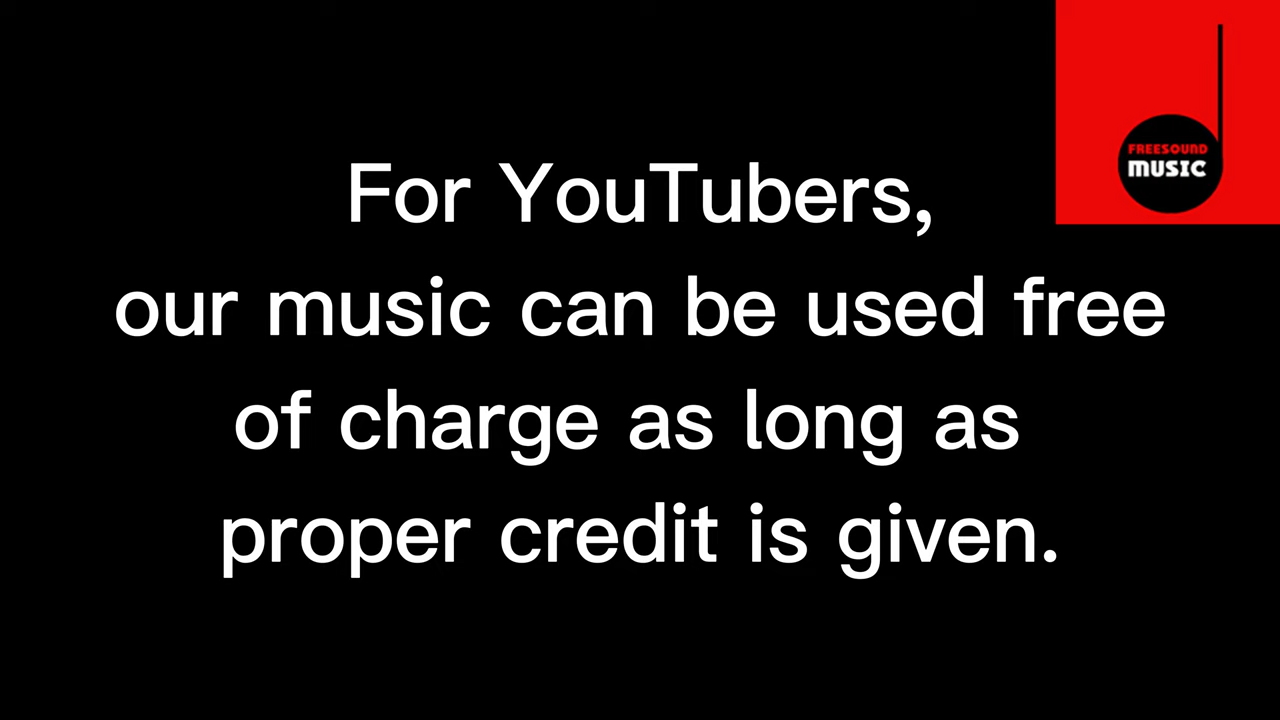 FREESOUND
MUSIC
For YouTubers,
our music can be used free
of charge as long as
proper credit is given.